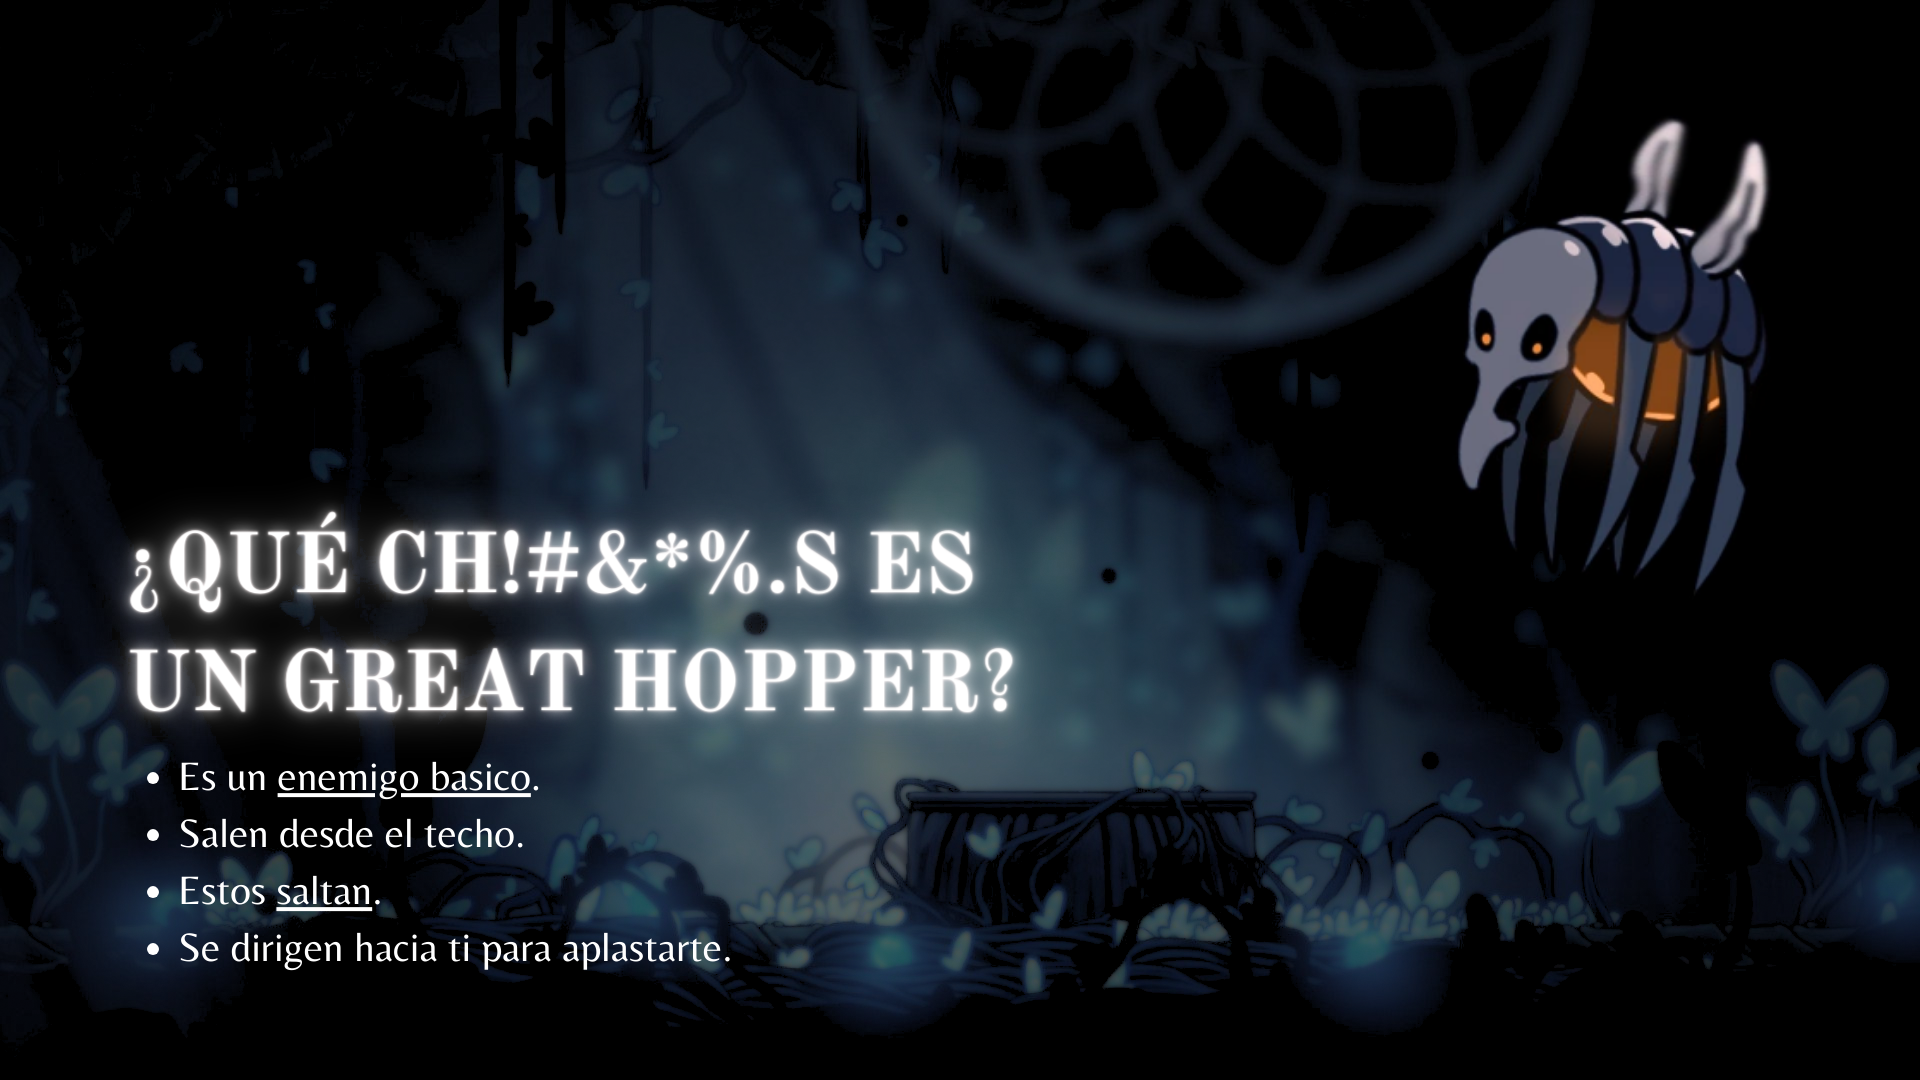 ¿QUÉ CH!#&*%.S ES
UN GREAT HOPPER?
• Es un enemigo basico.
• Salen desde el techo.
• Estos saltan.
• Se dirigen hacia ti para aplastarte.